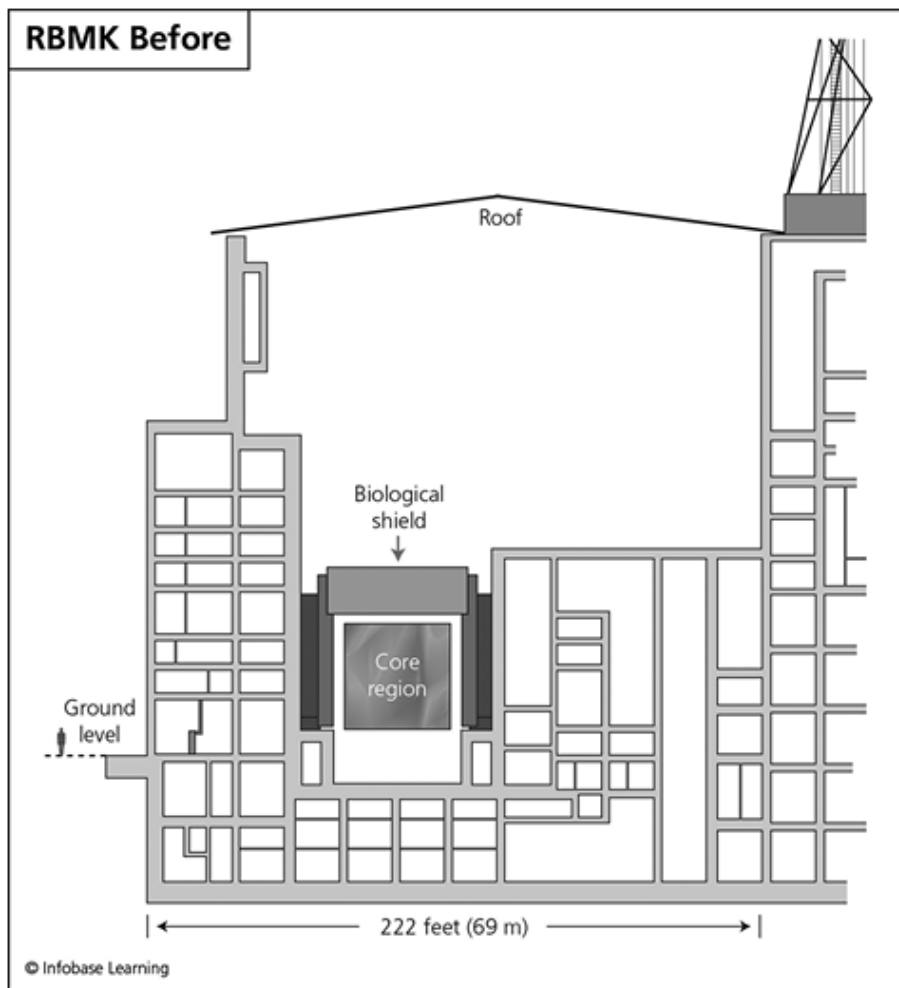 RBMK Before
Roof
Biological
shield
Core
region
Ground
level
222 feet (69 m)
© Infobase Learning